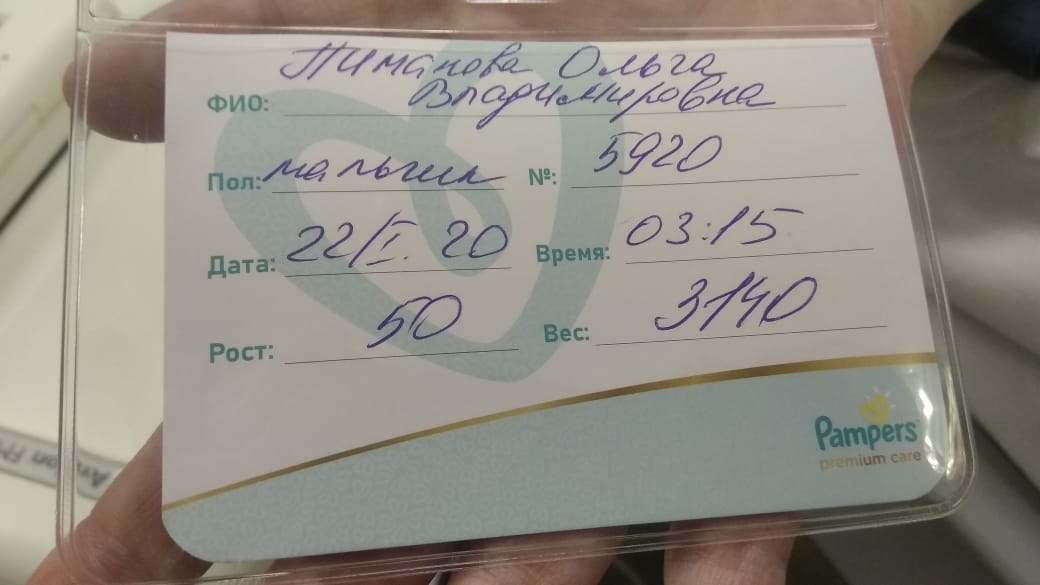 Пиманова Ольга
ФИО: Владимировна
Пол: мальчик №: 5920
Дата: 22/I. 20 Время: 03:15
Рост: 50 Вес: 3140
Pampers
premium care